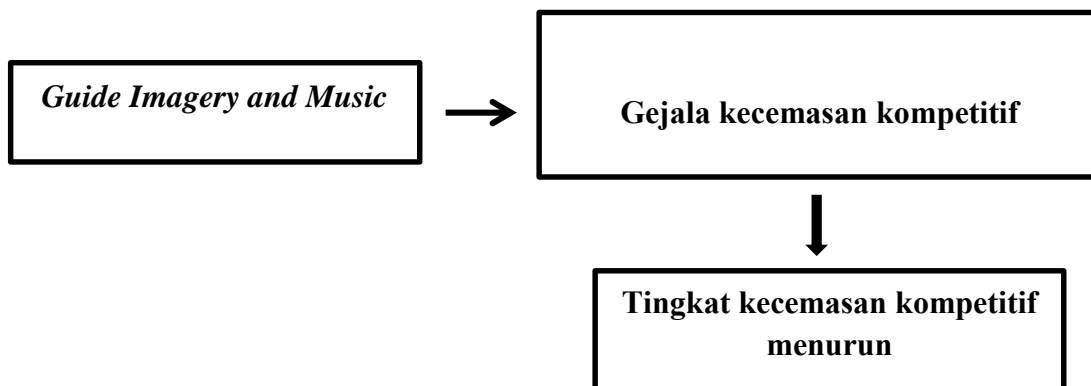 Guide Imagery and Music
Gejala kecemasan kompetitif
Tingkat kecemasan kompetitif
menurun